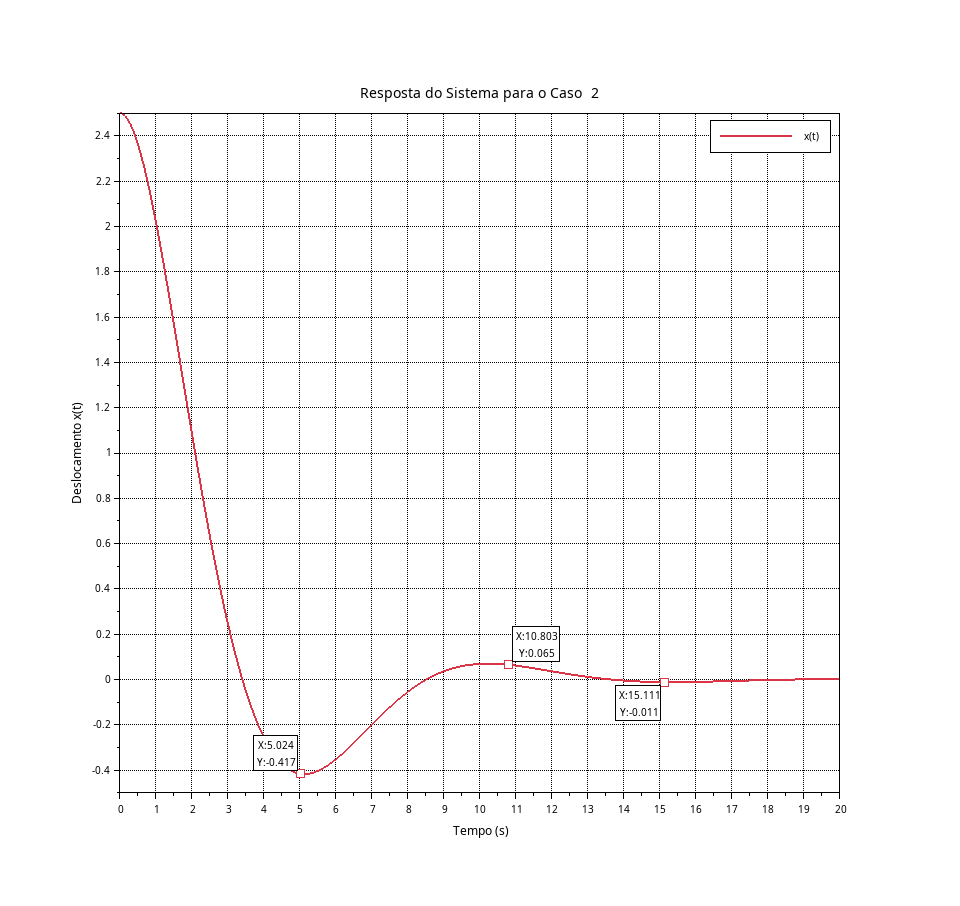 Resposta do Sistema para o Caso  2
x(t)
2.4
2.2
2
1.8
1.6
1.4
1.2
1
0.8
0.6
0.4
0.2
0
-0.2
-0.4
Deslocamento x(t)
X:10.803
Y:0.065
X:15.111
Y:-0.011
X:5.024
Y:-0.417
0 1 2 3 4 5 6 7 8 9 10 11 12 13 14 15 16 17 18 19 20
Tempo (s)